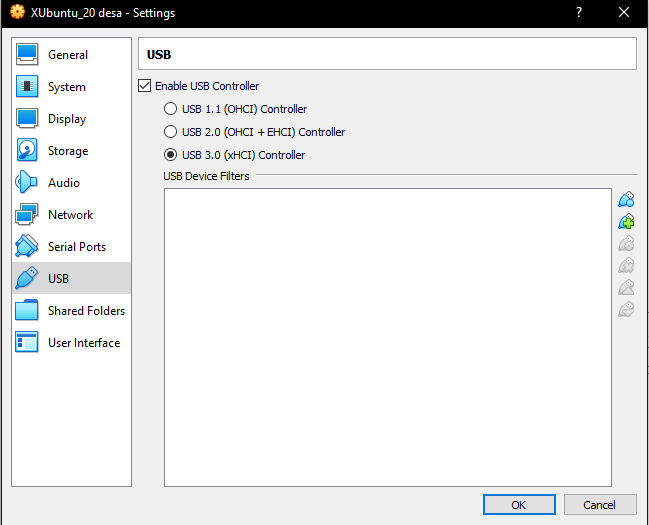 XUbuntu_20 desa - Settings
?
General
System
Display
Storage
Audio
Network
Serial Ports
USB
Shared Folders
User Interface
USB
Enable USB Controller
USB 1.1 (OHCI) Controller
USB 2.0 (OHCI + EHCI) Controller
USB 3.0 (xHCI) Controller
USB Device Filters
OK
Cancel